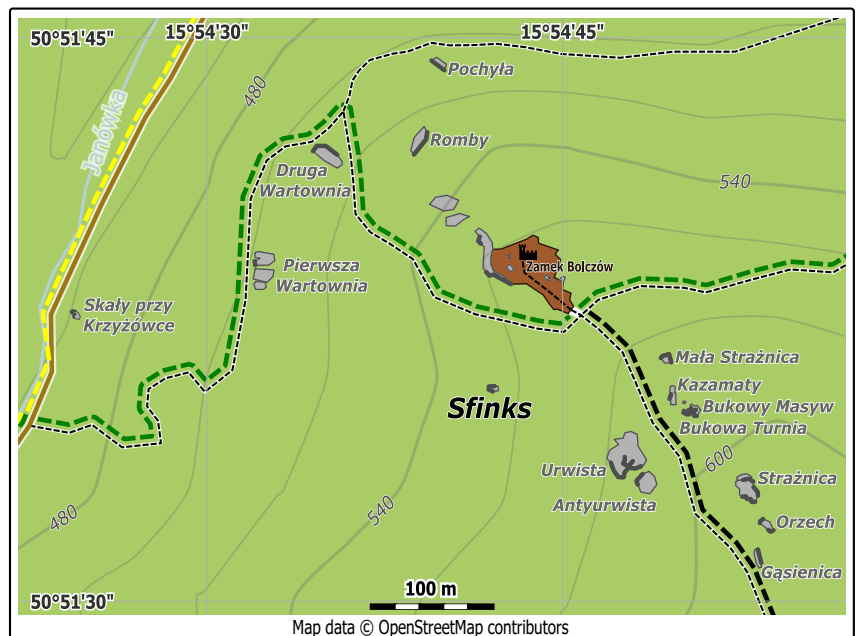 50°51'45"
15°54'30"
15°54'45"
Pochyła
480
Janówka
Romby
Druga
Wartownia
540
Zamek Bolczów
Pierwsza
Wartownia
Skały przy
Krzyżówce
Mała Strażnica
Kazamaty
Bukowy Masyw
Bukowa Turnia
Sfinks
600
Urwista
Strażnica
Antyurwista
480
540
Orzech
Gąsienica
50°51'30"
100 m
Map data © OpenStreetMap contributors